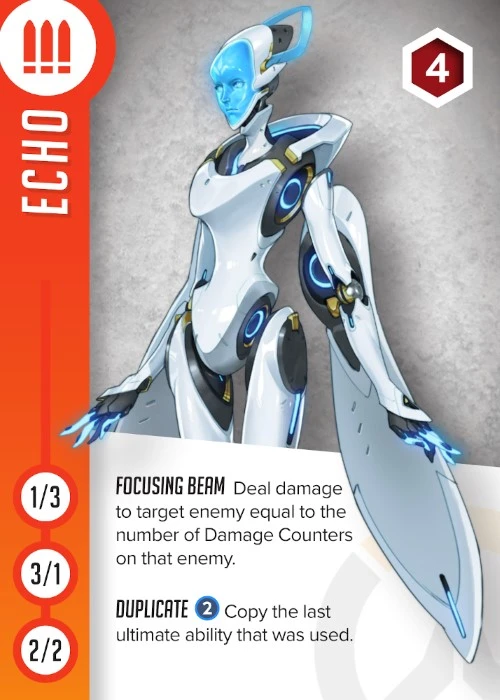 4
ECHO
1/3
3/1
2/2
FOCUSING BEAM Deal damage
to target enemy equal to the
number of Damage Counters
on that enemy.
DUPLICATE 2 Copy the last
ultimate ability that was used.